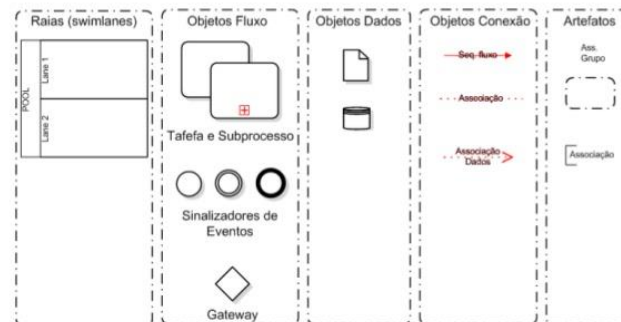 Raias (swimlanes)
POOL
Lane 1
Lane 2
Objetos Fluxo
Tafefa e Subprocesso
Sinalizadores de
Eventos
Gateway
Objetos Dados
Objetos Conexão
Seq. fluxo
Associação
Associação
Dados
Artefatos
Ass.
Grupo
Associação